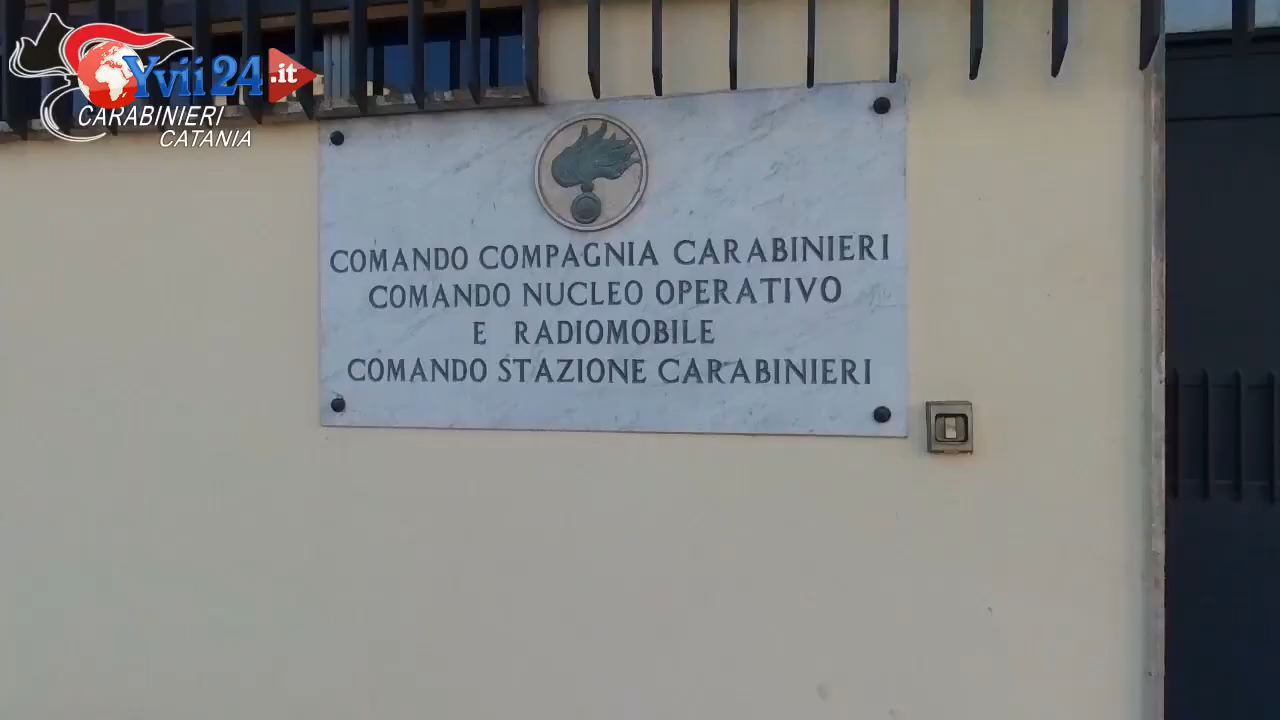 Yvii24.it
CARABINIERI
CATANIA
COMANDO COMPAGNIA CARABINIERI
COMANDO NUCLEO OPERATIVO
E RADIOMOBILE
COMANDO STAZIONE CARABINIERI